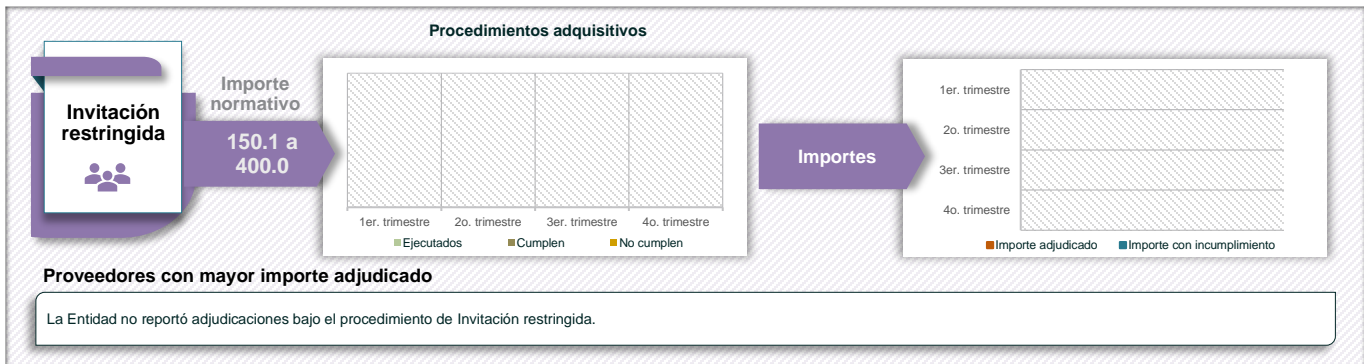 Procedimientos adquisitivos
Invitación
restringida
Importe
normativo
150.1 a
400.0
1er. trimestre
2o. trimestre
3er. trimestre
4o. trimestre
Ejecutados
Cumplen
No cumplen
Importes
1er. trimestre
2o. trimestre
3er. trimestre
4o. trimestre
Importe adjudicado
Importe con incumplimiento
Proveedores con mayor importe adjudicado
La Entidad no reportó adjudicaciones bajo el procedimiento de Invitación restringida.